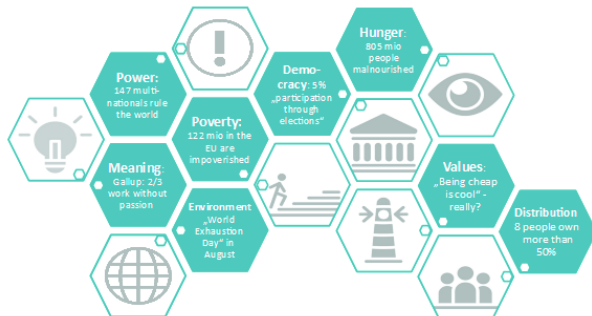 Power:
147 multi-
nationals rule
the world
Meaning:
Gallup: 2/3
work without
passion
Poverty:
122 mio in the
EU are
impoverished
Environment
„World
Exhaustion
Day“ in
August
Demo-
cracy: 5%
„participation
through
elections“
Hunger:
805 mio
people
malnourished
Values:
„Being cheap
is cool“ -
really?
Distribution
8 people own
more than
50%